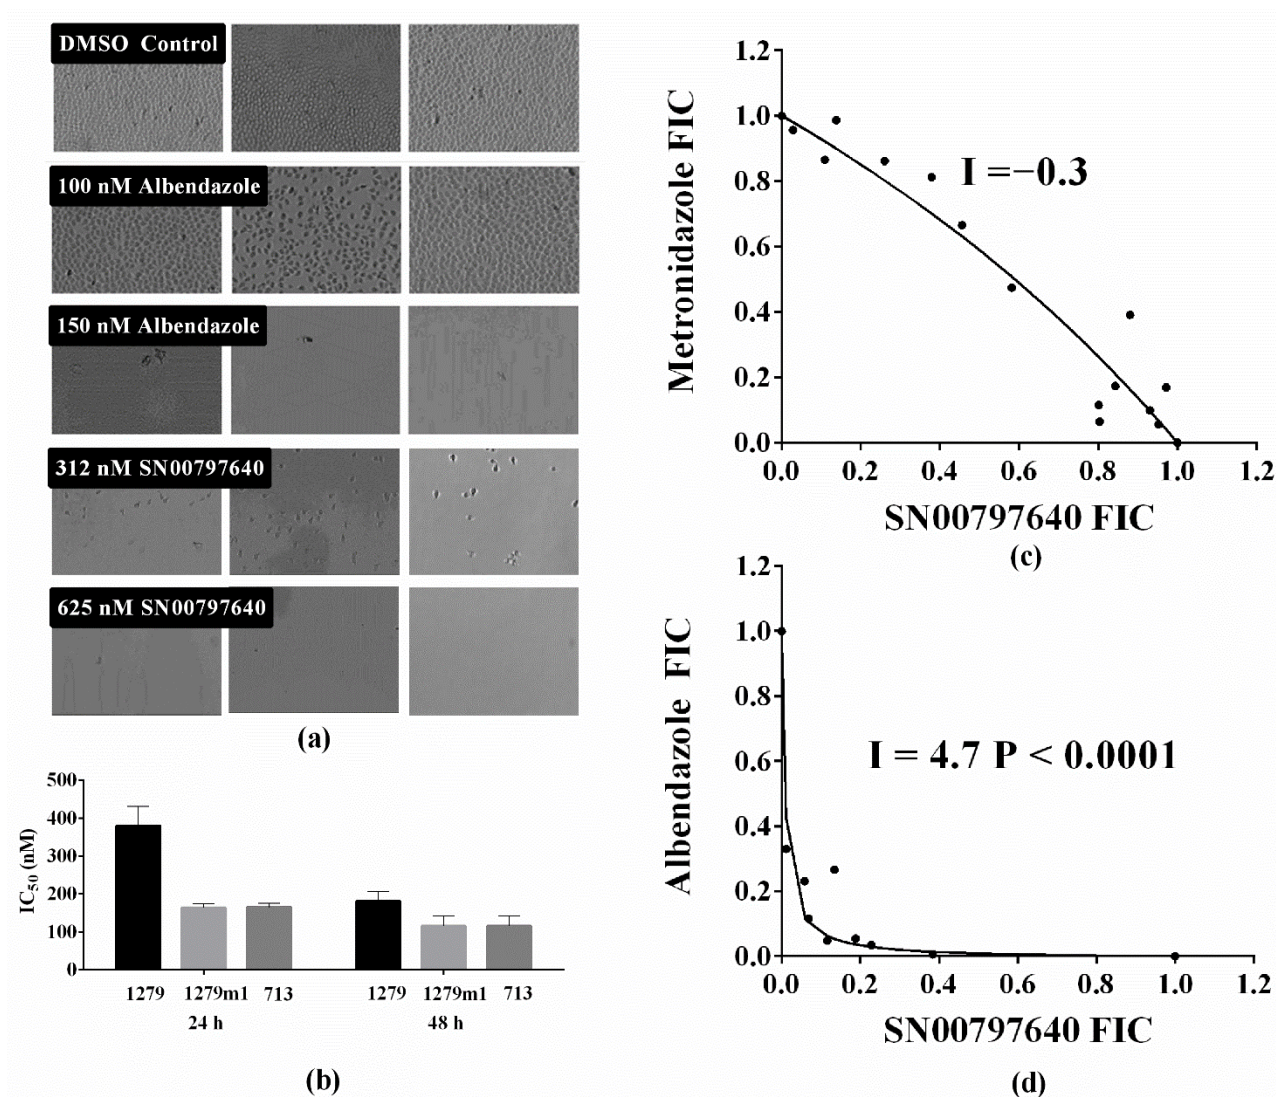 DMSO Control
100 nM Albendazole
150 nM Albendazole
312 nM SN00797640
625 nM SN00797640
(a)
500
400
300
200
100
0
IC50 (nM)
1279
1279m1
713
1279
1279m1
713
24 h
48 h
(b)
1.2
1.0
0.8
0.6
0.4
0.2
0.0
Metronidazole FIC
I =−0.3
0.0 0.2 0.4 0.6 0.8 1.0 1.2
SN00797640 FIC
(c)
1.2
1.0
0.8
0.6
0.4
0.2
0.0
Albendazole FIC
I = 4.7 P < 0.0001
0.0 0.2 0.4 0.6 0.8 1.0 1.2
SN00797640 FIC
(d)